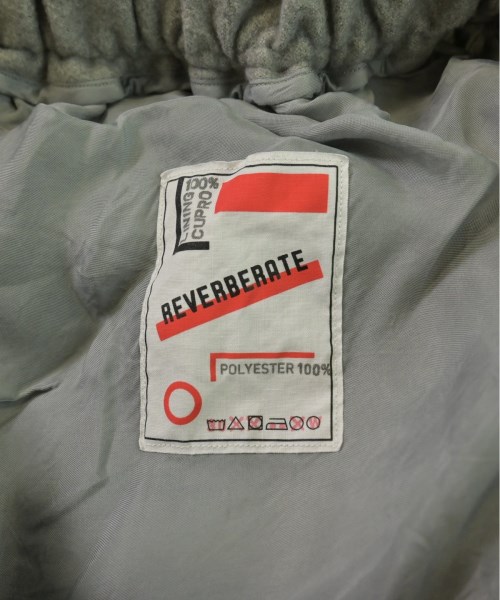 LINING 100%
CUPRO
REVERBERATE
POLYESTER 100%